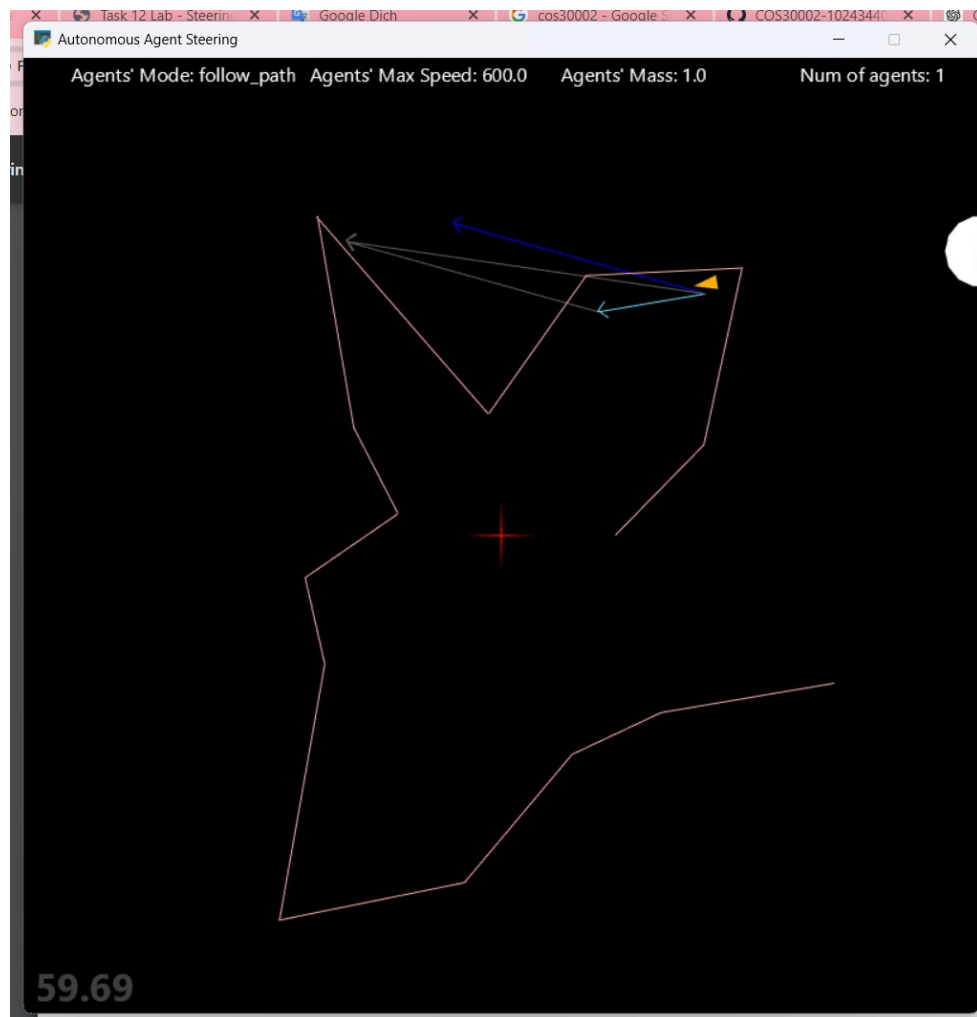 Task 12 Lab - Steerin
Google Dich
cos30002 - Google S
COS30002-1024344
Autonomous Agent Steering
Agents' Mode: follow_path Agents' Max Speed: 600.0 Agents' Mass: 1.0 Num of agents: 1
59.69